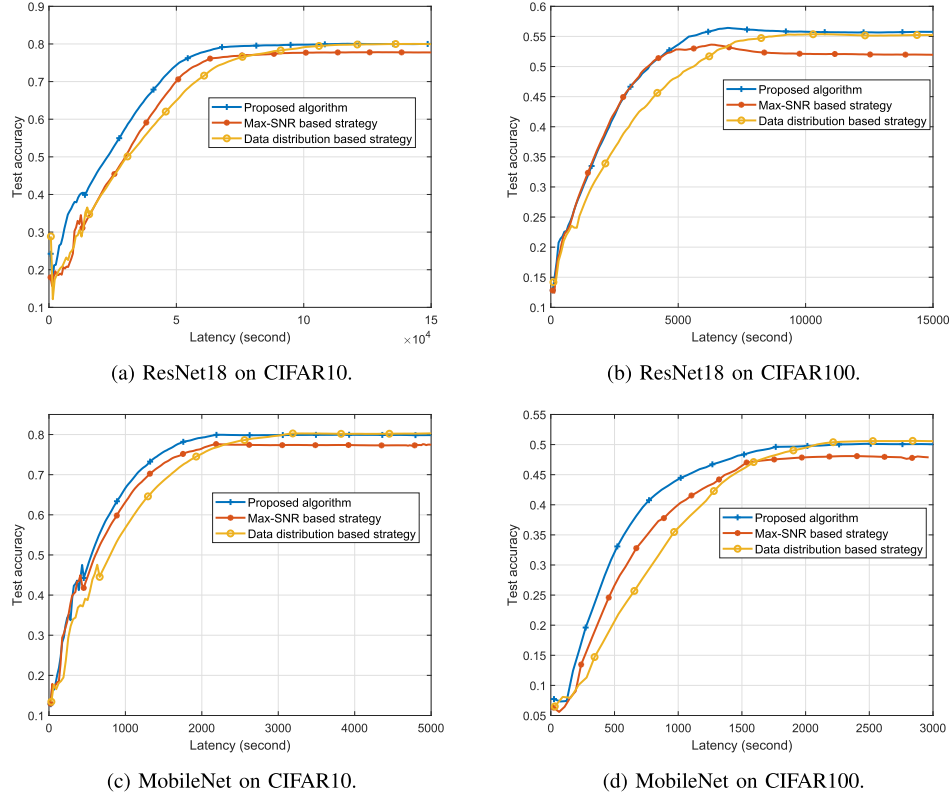 0.9
0.8
0.7
0.6
0.5
0.4
0.3
0.2
0.1
Test accuracy
Proposed algorithm
Max-SNR based strategy
Data distribution based strategy
0 5 10 15
Latency (second)
×10⁴
(a) ResNet18 on CIFAR10.
0.6
0.55
0.5
0.45
0.4
0.35
0.3
0.25
0.2
0.15
0.1
Test accuracy
Proposed algorithm
Max-SNR based strategy
Data distribution based strategy
0 5000 10000 15000
Latency (second)
(b) ResNet18 on CIFAR100.
0.8
0.7
0.6
0.5
0.4
0.3
0.2
0.1
Test accuracy
Proposed algorithm
Max-SNR based strategy
Data distribution based strategy
0 1000 2000 3000 4000 5000
Latency (second)
(c) MobileNet on CIFAR10.
0.55
0.5
0.45
0.4
0.35
0.3
0.25
0.2
0.15
0.1
0.05
Test accuracy
Proposed algorithm
Max-SNR based strategy
Data distribution based strategy
0 500 1000 1500 2000 2500 3000
Latency (second)
(d) MobileNet on CIFAR100.